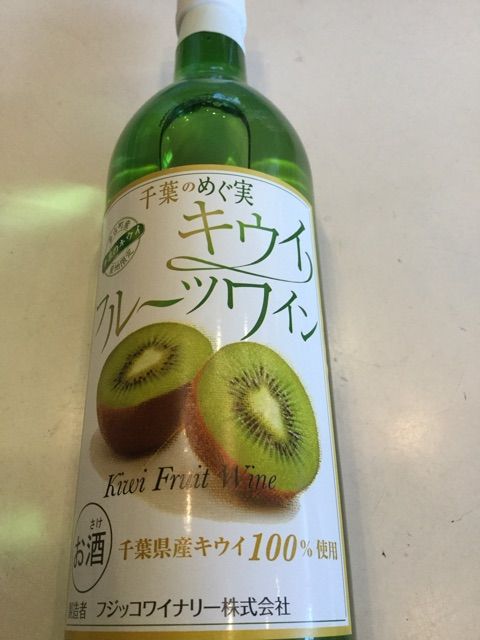 千葉のめぐ実
キウイ
フルーツワイン
Kiwi Fruit Wine
さけ
お酒
千葉県産キウイ100%使用
製造者 フジッコワイナリー株式会社